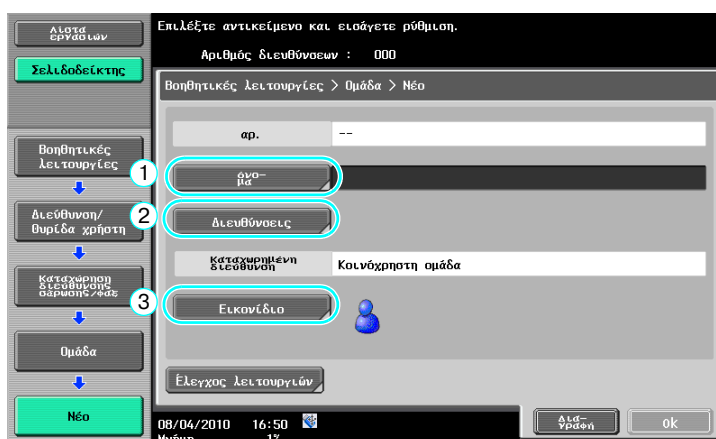 Λίστα
εργασιών
Σελιδοδείκτης
Βοηθητικές
λειτουργίες
Διεύθυνση/
θυρίδα χρήστη
Καταχώρηση
διεύθυνσης
σάρωσης/φαξ
Ομάδα
Νέο
Επιλέξτε αντικείμενο και εισάγετε ρύθμιση.
Αριθμός διευθύνσεων : 000
Βοηθητικές λειτουργίες > Ομάδα > Νέο
αρ. --
1 όνο-
μα
2 Διευθύνσεις
Καταχωρημένη
διεύθυνση
Κοινόχρηστη ομάδα
3 Εικονίδιο
Έλεγχος λειτουργιών
08/04/2010 16:50
Μνήμη 1%
Δια-
γραφή
ok